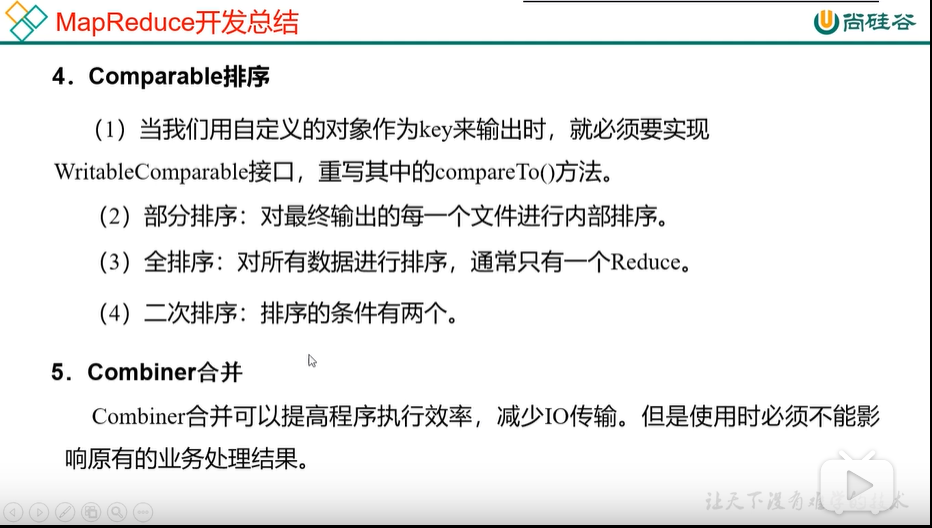 MapReduce开发总结
尚硅谷
4．Comparable排序
（1）当我们用自定义的对象作为key来输出时，就必须要实现
WritableComparable接口，重写其中的compareTo()方法。
（2）部分排序：对最终输出的每一个文件进行内部排序。
（3）全排序：对所有数据进行排序，通常只有一个Reduce。
（4）二次排序：排序的条件有两个。
5．Combiner合并
Combiner合并可以提高程序执行效率，减少IO传输。但是使用时必须不能影
响原有的业务处理结果。
让天下没有难学的技术